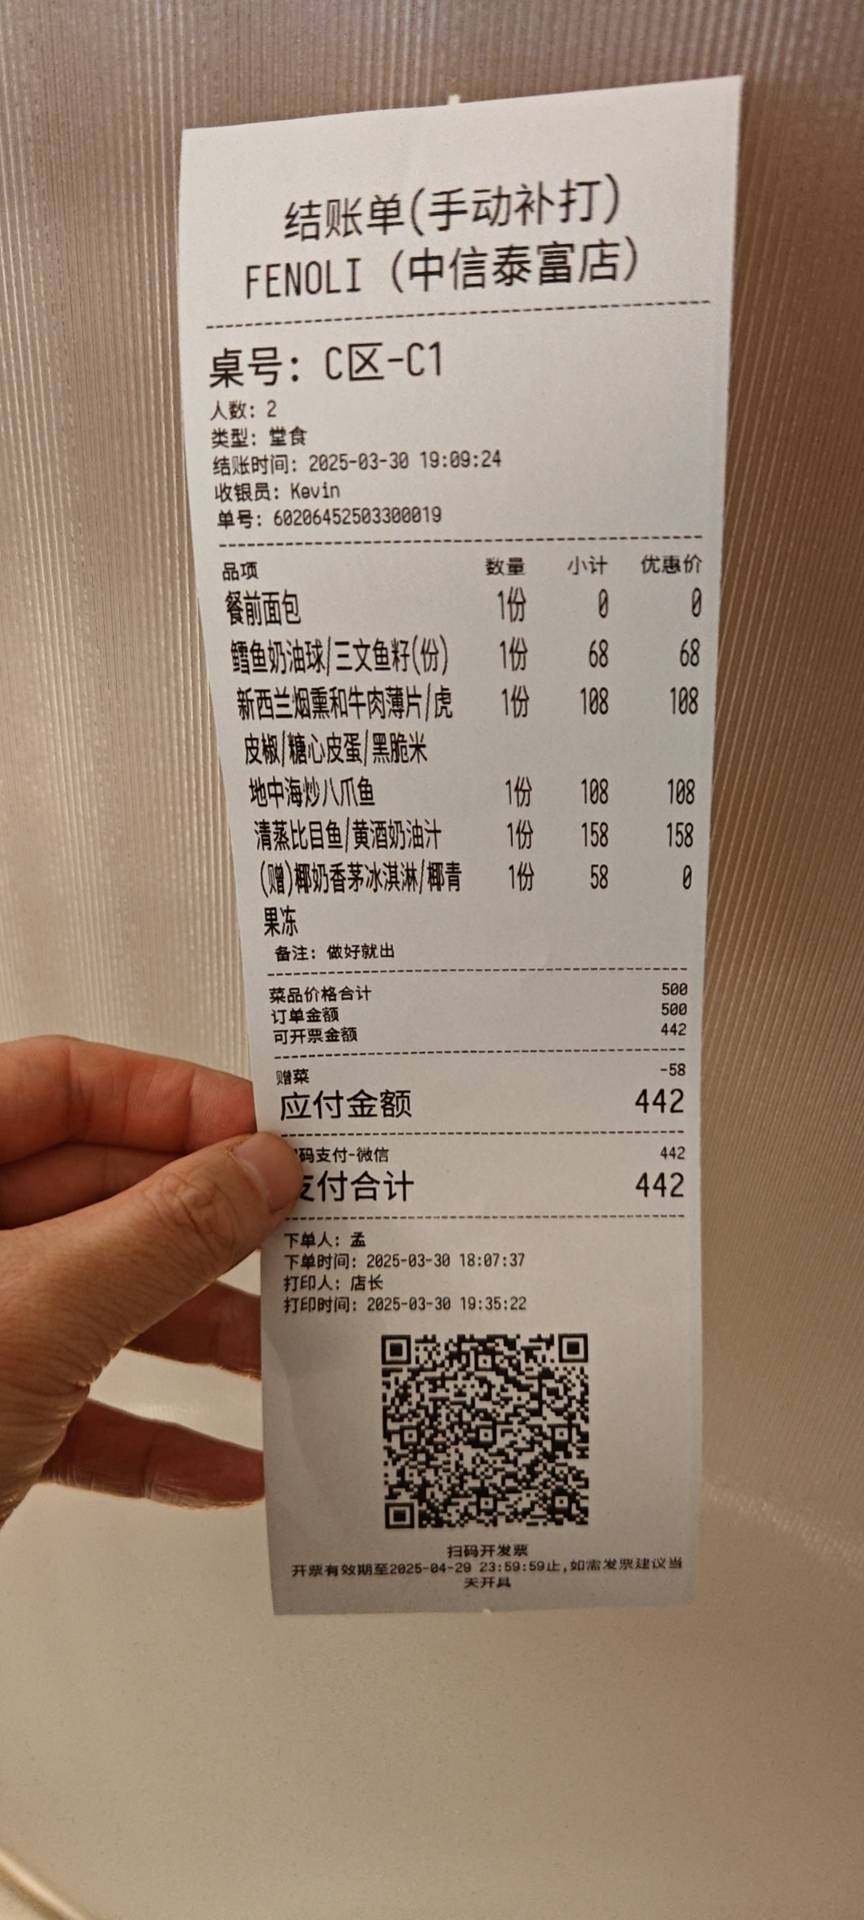 结账单(手动补打)
FENOLI (中信泰富店)
桌号: C区-C1
人数: 2
类型: 堂食
结账时间: 2025-03-30 19:09:24
收银员: Kevin
单号: 60206452503300019
品项 数量 小计 优惠价
餐前面包 1份 0 0
鳕鱼奶油球/三文鱼籽(份) 1份 68 68
新西兰烟熏和牛肉薄片/虎 1份 108 108
皮椒/糖心皮蛋/黑脆米
地中海炒八爪鱼 1份 108 108
清蒸比目鱼/黄酒奶油汁 1份 158 158
(赠)椰奶香茅冰淇淋/椰青 1份 58 0
果冻
备注: 做好就出
菜品价格合计 500
订单金额 500
可开票金额 442
赠菜 -58
应付金额 442
码支付-微信 442
支付合计 442
下单人: 孟
下单时间: 2025-03-30 18:07:37
打印人: 店长
打印时间: 2025-03-30 19:35:22
扫码开发票
开票有效期至2025-04-29 23:59:59止,如需发票建议当
天开具